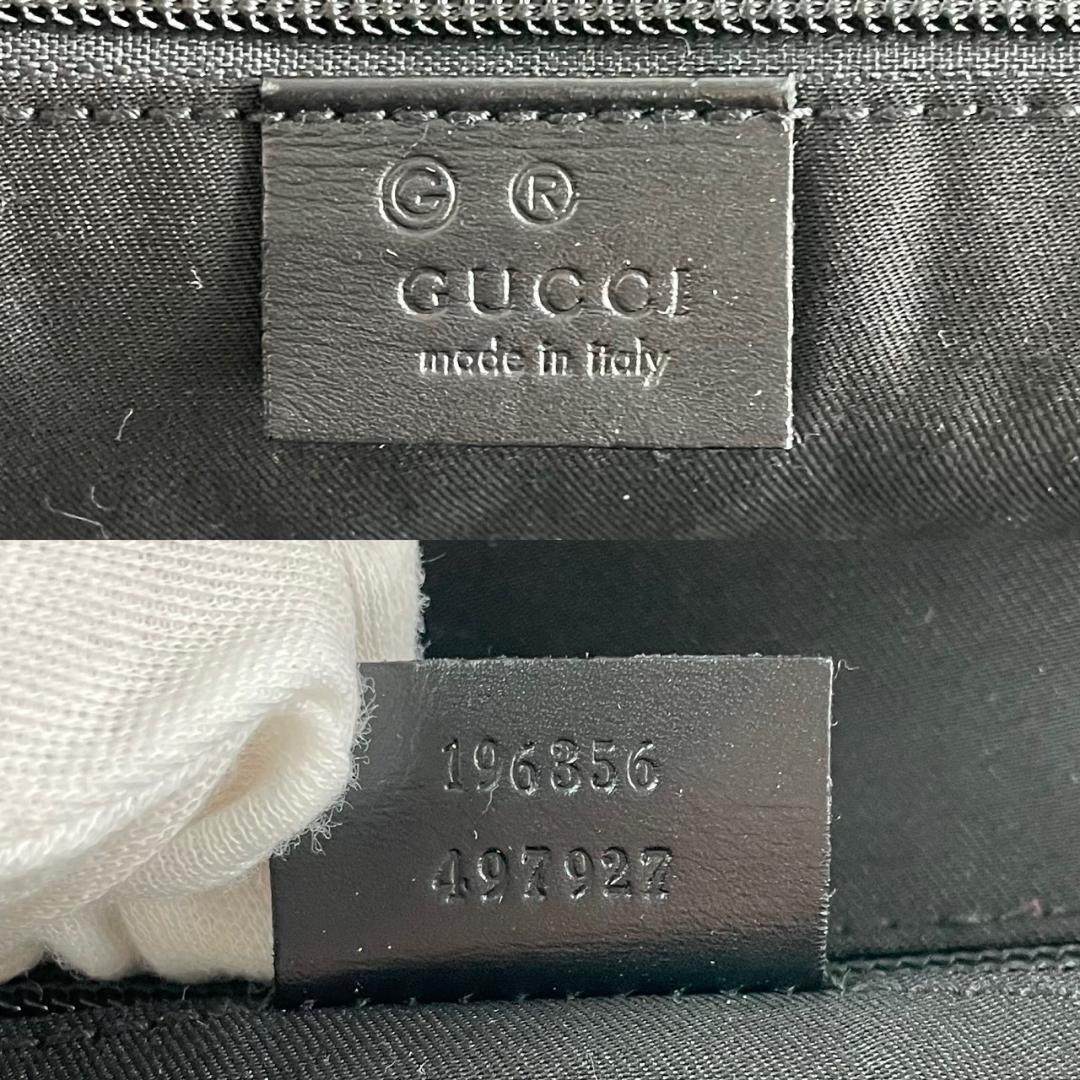 G ®
GUCCI
made in italy
196356
497927